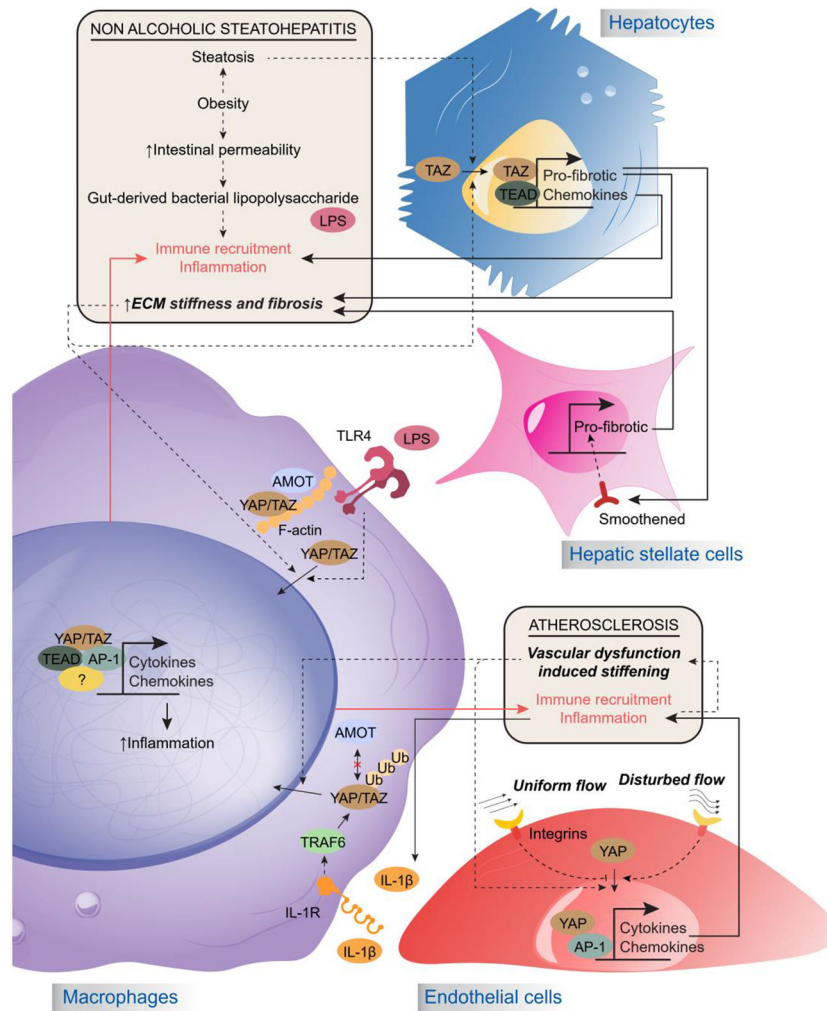 Hepatocytes
NON ALCOHOLIC STEATOHEPATITIS
Steatosis
Obesity
↑Intestinal permeability
Gut-derived bacterial lipopolysaccharide
LPS
Immune recruitment
Inflammation
↑ECM stiffness and fibrosis
TAZ
TAZ
TEAD
Pro-fibrotic
Chemokines
Pro-fibrotic
Smoothened
Hepatic stellate cells
TLR4
LPS
AMOT
YAP/TAZ
F-actin
YAP/TAZ
YAP/TAZ
TEAD
AP-1
?
Cytokines
Chemokines
↑Inflammation
ATHEROSCLEROSIS
Vascular dysfunction
induced stiffening
Immune recruitment
Inflammation
AMOT
Ub
Ub
Ub
YAP/TAZ
TRAF6
IL-1R
IL-1β
IL-1β
Uniform flow
Disturbed flow
Integrins
YAP
YAP
AP-1
Cytokines
Chemokines
Macrophages
Endothelial cells